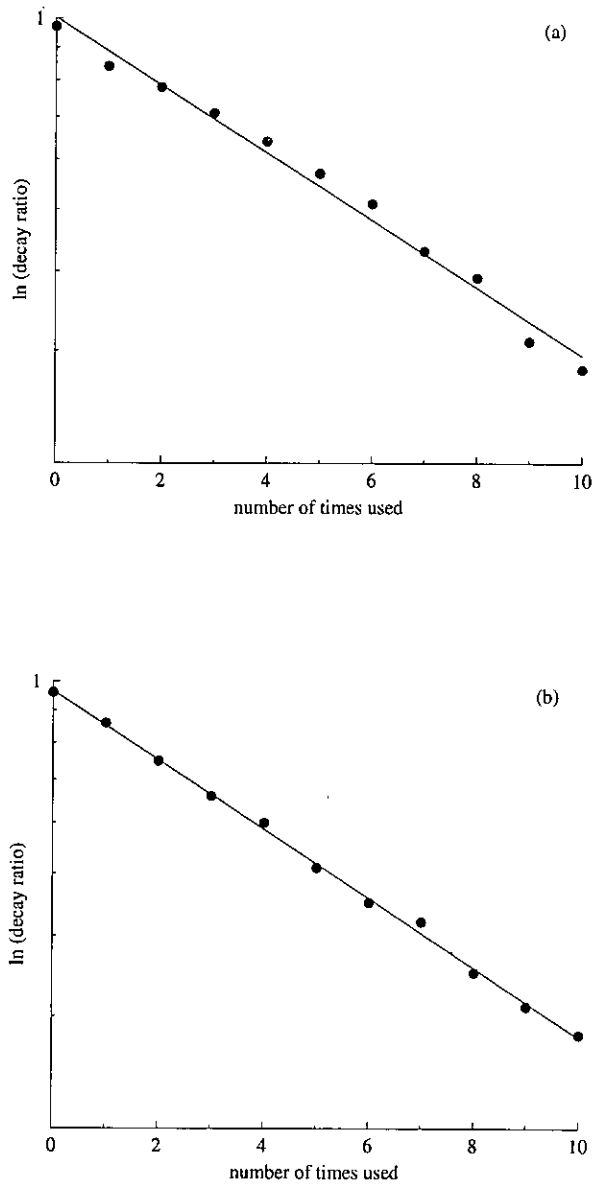 1
(a)
ln (decay ratio)
0 2 4 6 8 10
number of times used
1
(b)
ln (decay ratio)
0 2 4 6 8 10
number of times used